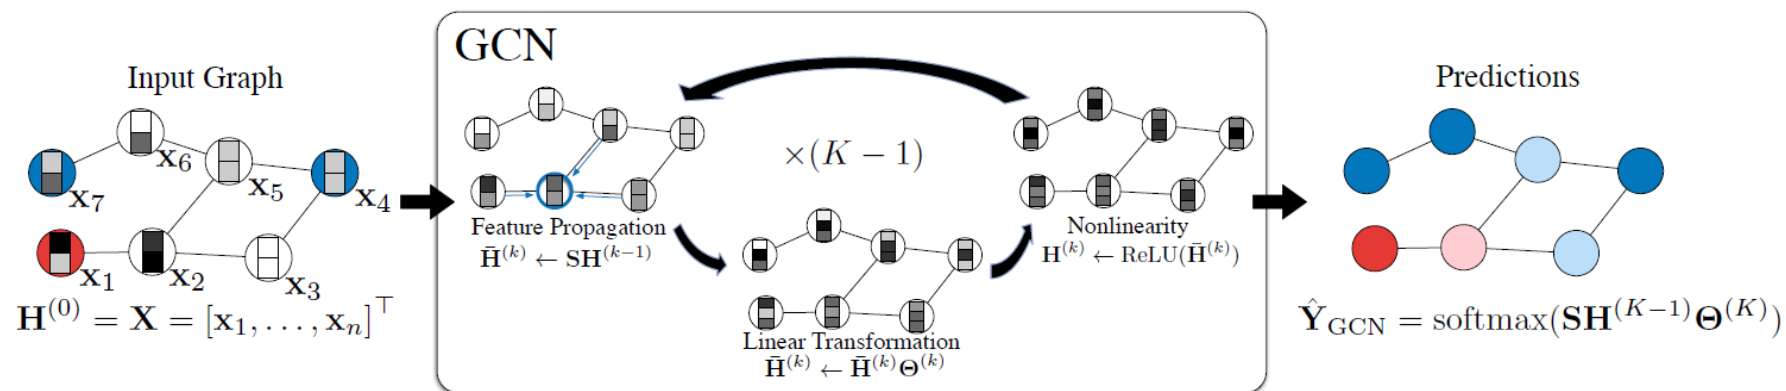 Input Graph
x₆
x₅
x₇
x₄
x₁
x₂
x₃
H⁽⁰⁾ = X = [x₁, . . . , xₙ]^⊤
GCN
×(K − 1)
Feature Propagation
H̄⁽ᵏ⁾ ← SH⁽ᵏ⁻¹⁾
Linear Transformation
H̄⁽ᵏ⁾ ← H̄⁽ᵏ⁾Θ⁽ᵏ⁾
Nonlinearity
H⁽ᵏ⁾ ← ReLU(H̄⁽ᵏ⁾)
Predictions
Ŷ_GCN = softmax(SH⁽ᴷ⁻¹⁾Θ⁽ᴷ⁾)